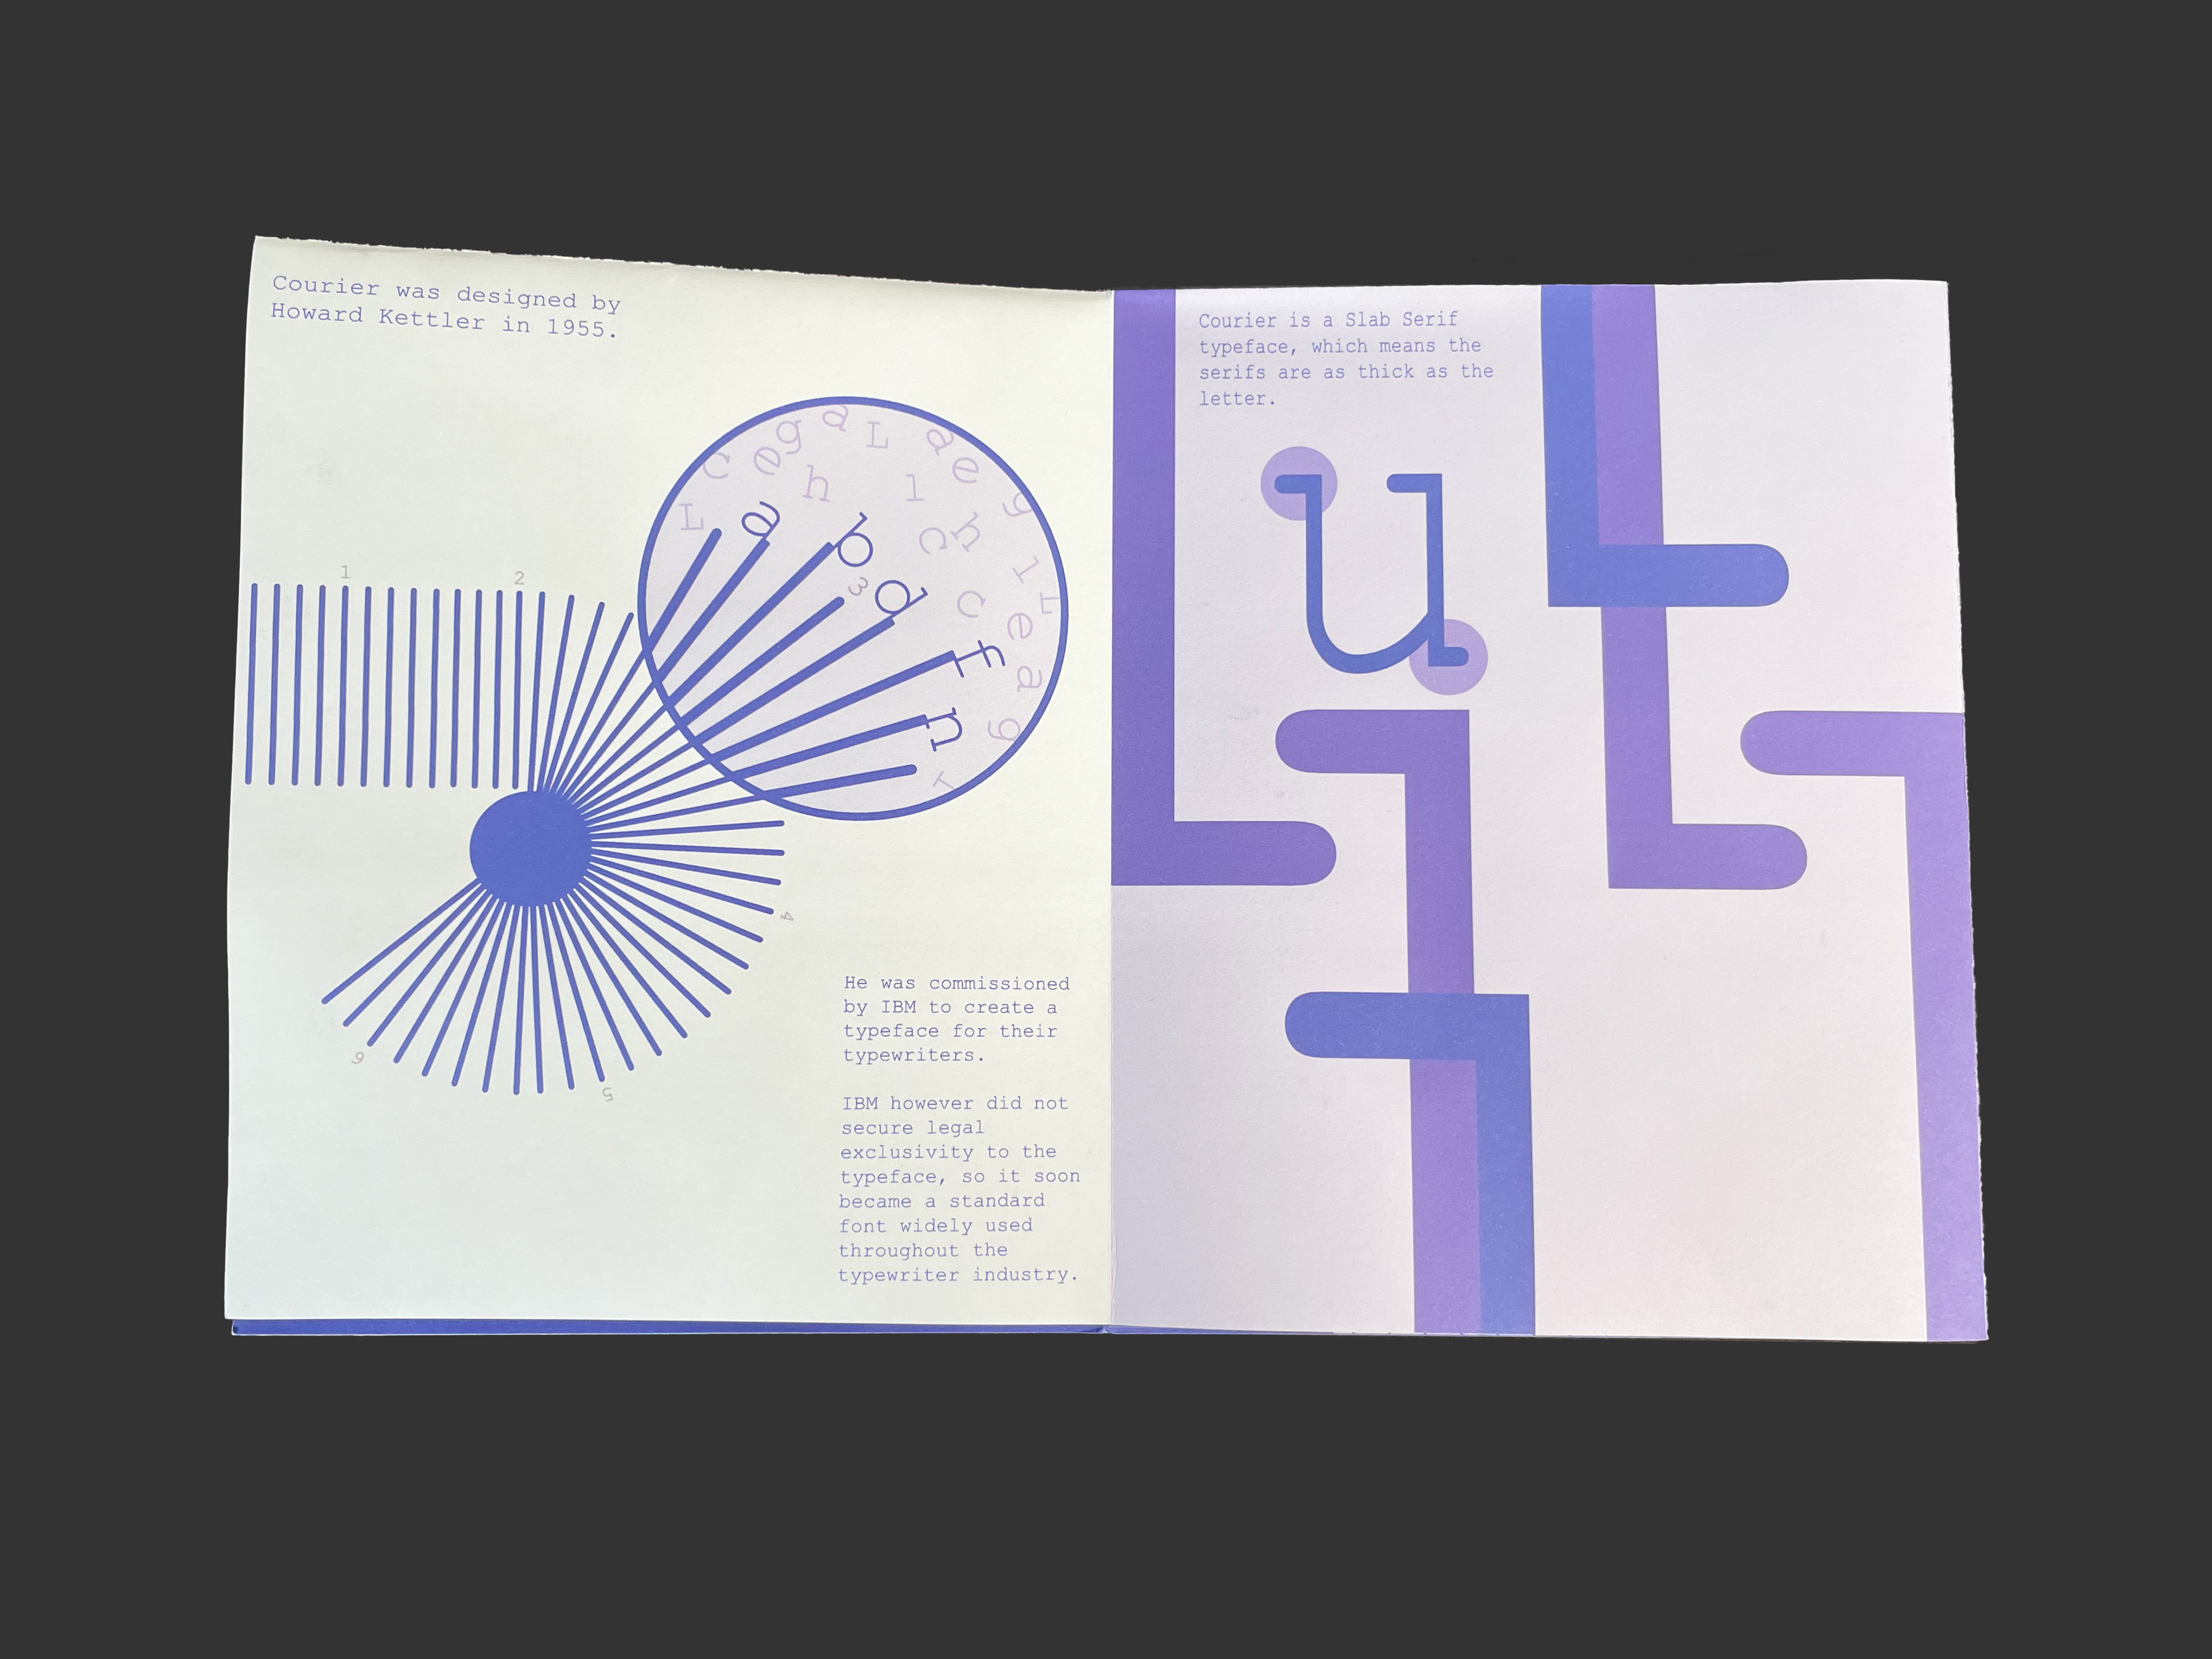 Courier was designed by
Howard Kettler in 1955.
1
2
3
4
5
6
a
b
d
f
n
L
c
e
g
a
L
a
e
g
h
l
c
h
l
L
c
e
a
g
l
He was commissioned
by IBM to create a
typeface for their
typewriters.
IBM however did not
secure legal
exclusivity to the
typeface, so it soon
became a standard
font widely used
throughout the
typewriter industry.
Courier is a Slab Serif
typeface, which means the
serifs are as thick as the
letter.
u